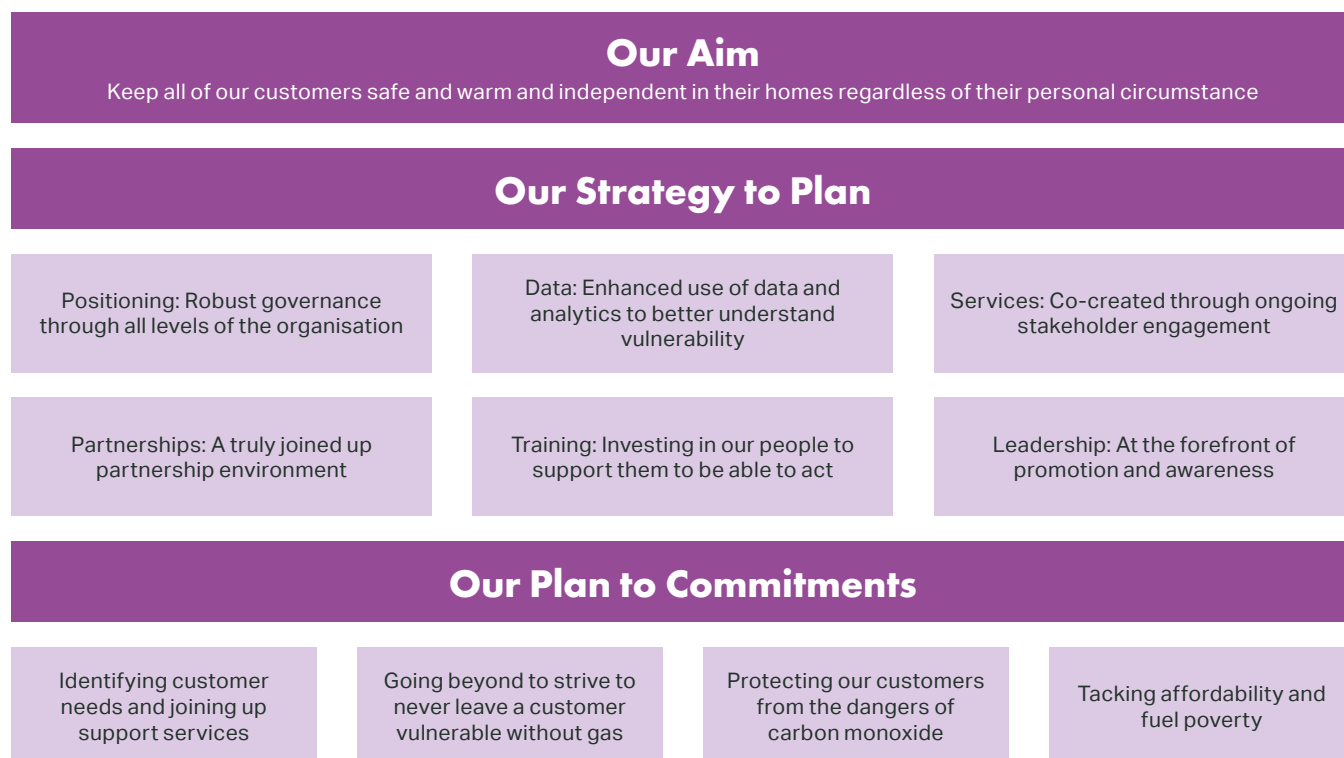 Our Aim
Keep all of our customers safe and warm and independent in their homes regardless of their personal circumstance
Our Strategy to Plan
Positioning: Robust governance
through all levels of the organisation
Data: Enhanced use of data and
analytics to better understand
vulnerability
Services: Co-created through ongoing
stakeholder engagement
Partnerships: A truly joined up
partnership environment
Training: Investing in our people to
support them to be able to act
Leadership: At the forefront of
promotion and awareness
Our Plan to Commitments
Identifying customer
needs and joining up
support services
Going beyond to strive to
never leave a customer
vulnerable without gas
Protecting our customers
from the dangers of
carbon monoxide
Tacking affordability and
fuel poverty